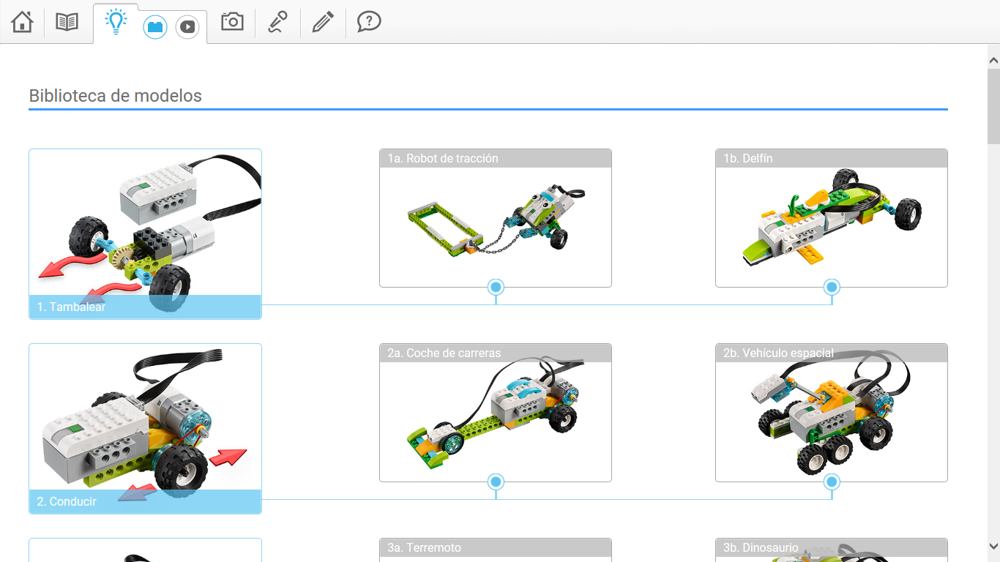 Biblioteca de modelos
1a. Robot de tracción
1b. Delfín
1. Tambalear
2a. Coche de carreras
2b. Vehículo espacial
2. Conducir
3a. Terremoto
3b. Dinosaurio